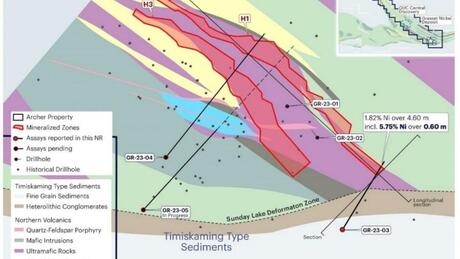 GUC Central
Discovery
Grasset Nickel
Deposit
H3
H1
GR-23-01
1.82% Ni over 4.60 m
incl. 5.75% Ni over 0.60 m
GR-23-02
GR-23-04
Longitudinal
section
Section
GR-23-05
In Progress
Sunday Lake Deformaton Zone
GR-23-03
Timiskaming Type
Sediments
Archer Property
Mineralized Zones
Assays reported in this NR
Assays pending
Drillhole
Historical Drillhole
Timiskaming Type Sediments
Fine Grain Sediments
Heterolithic Conglomerates
Northern Volcanics
Quartz-Feldspar Porphyry
Mafic Intrusions
Ultramafic Rocks